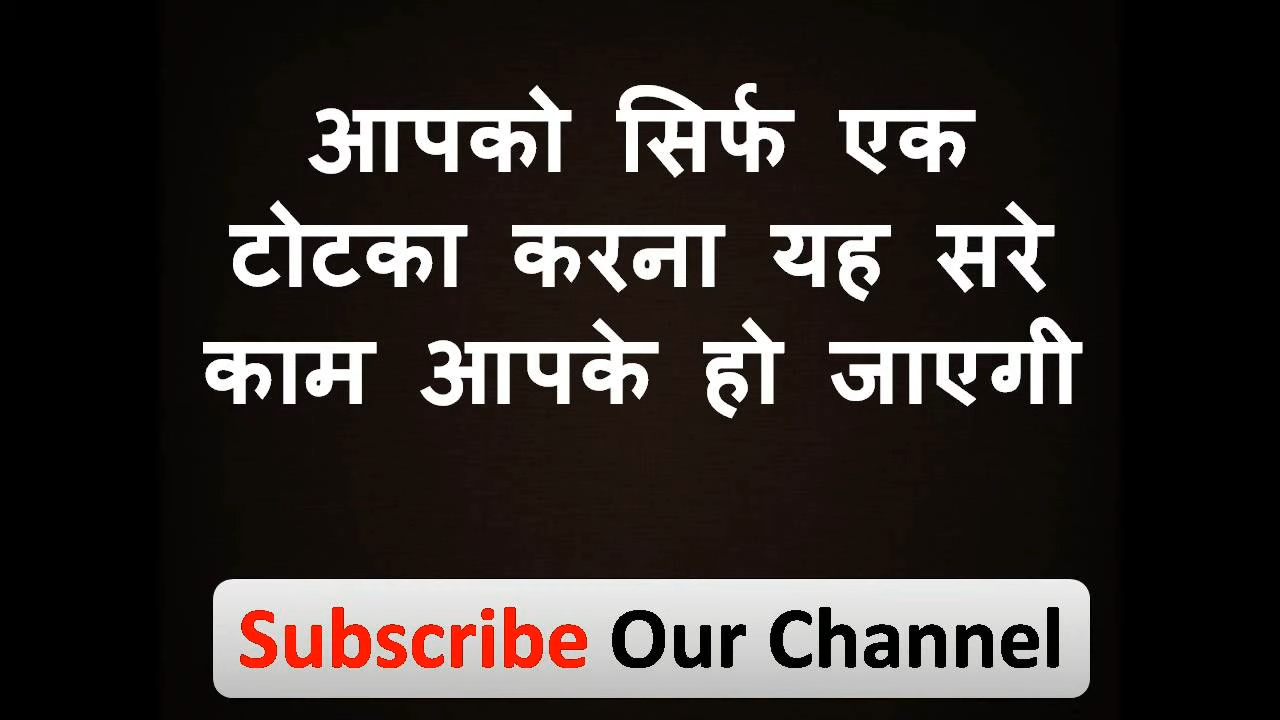 आपको सिर्फ एक
टोटका करना यह सरे
काम आपके हो जाएगी
Subscribe Our Channel